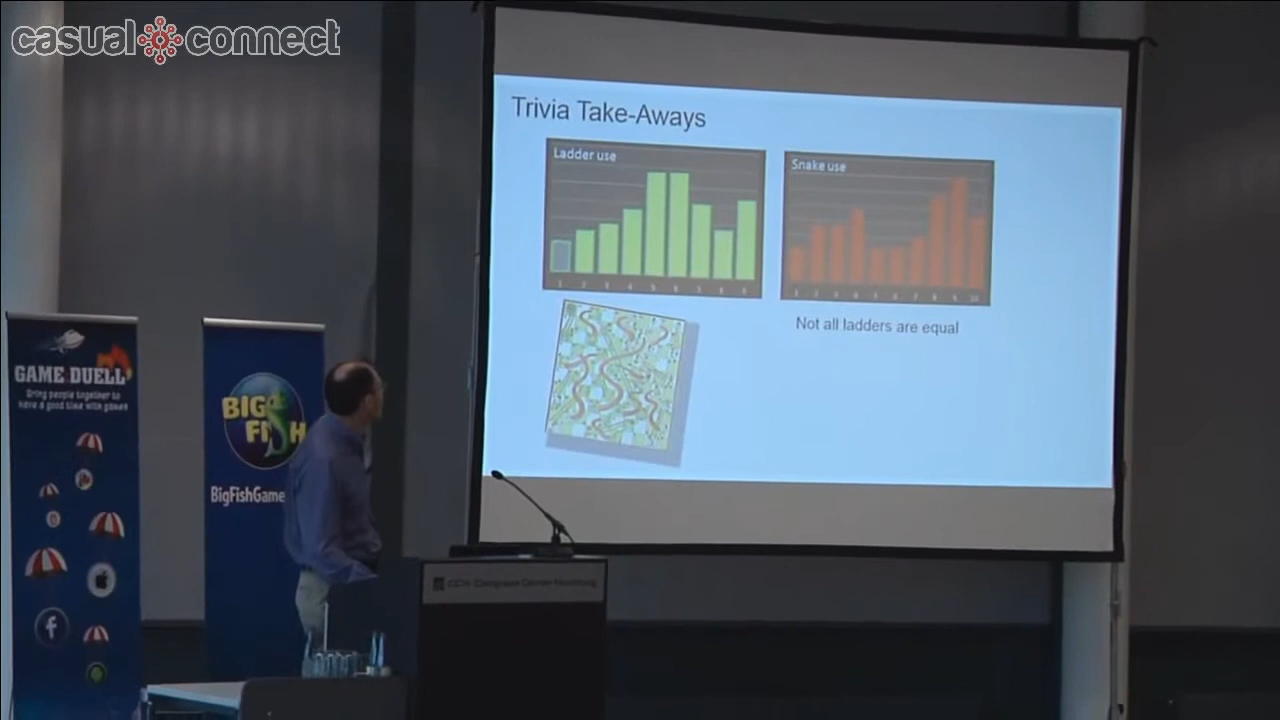 casual connect
Trivia Take-Aways
Ladder use
Snake use
Not all ladders are equal
GAME DUELL
Bring people together to
have a good time with games
BIG
FISH
BigFishGame